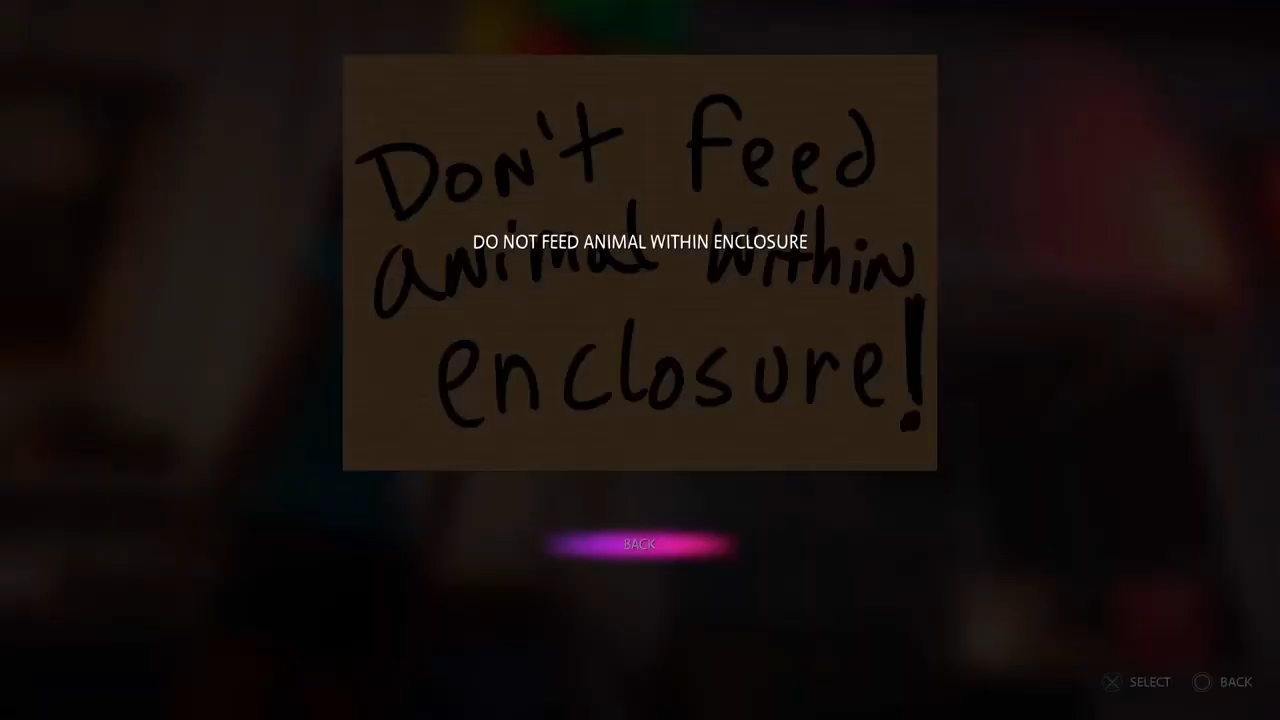 Don't feed
animal within
enclosure!
DO NOT FEED ANIMAL WITHIN ENCLOSURE
BACK
SELECT
BACK